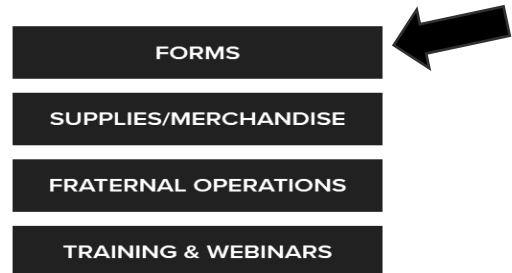 FORMS
SUPPLIES/MERCHANDISE
FRATERNAL OPERATIONS
TRAINING & WEBINARS